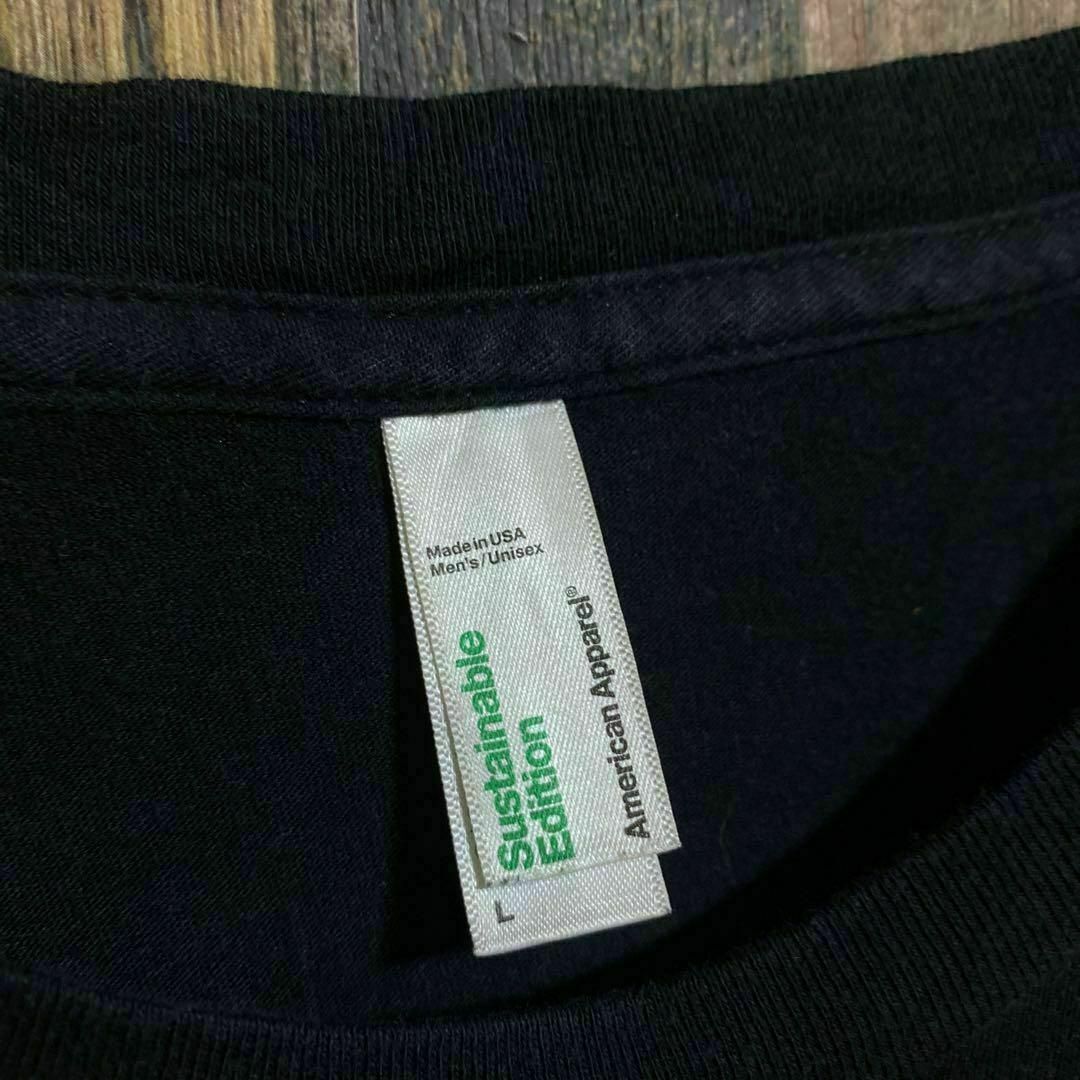 Made in USA
Men's/Unisex
Sustainable
Edition
American Apparel®
L